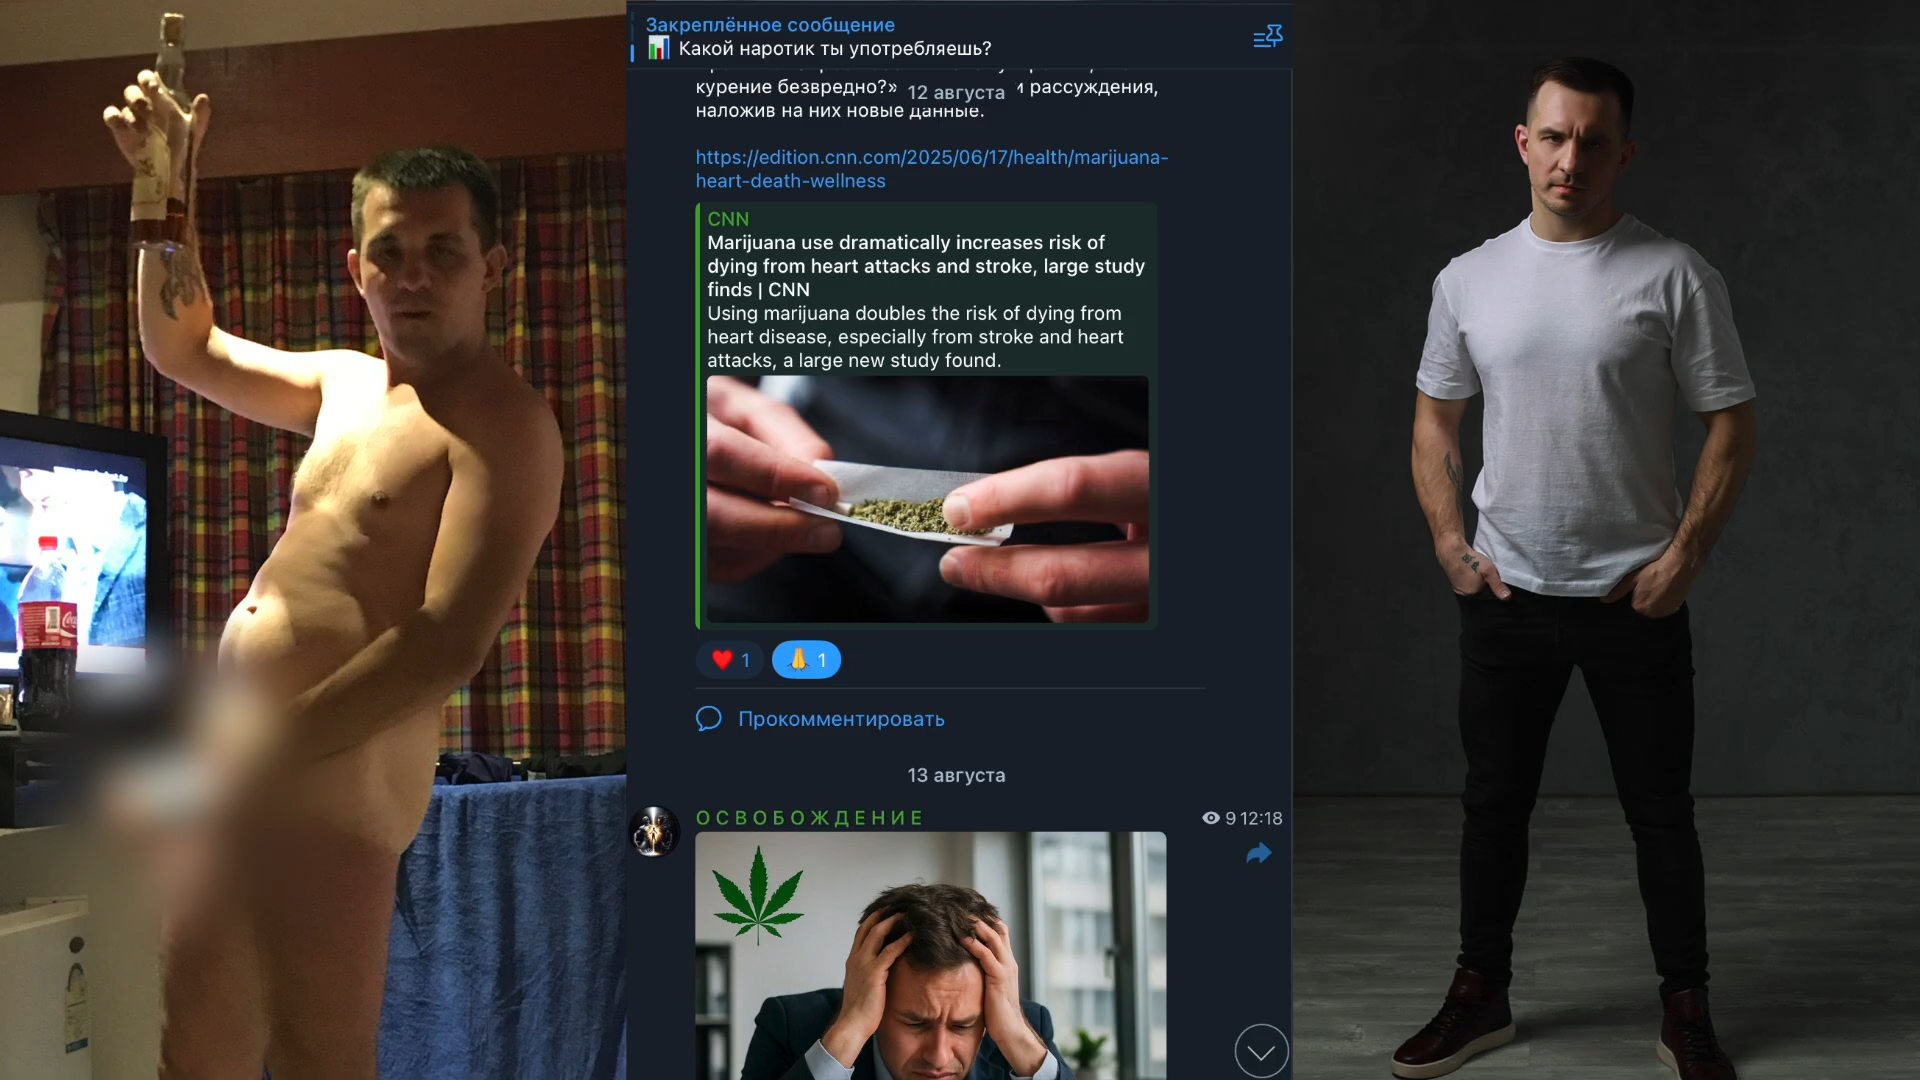 Закреплённое сообщение
Какой наротик ты употребляешь?
курение безвредно?»
12 августа
и рассуждения,
наложив на них новые данные.
https://edition.cnn.com/2025/06/17/health/marijuana-
heart-death-wellness
CNN
Marijuana use dramatically increases risk of
dying from heart attacks and stroke, large study
finds | CNN
Using marijuana doubles the risk of dying from
heart disease, especially from stroke and heart
attacks, a large new study found.
1
1
Прокомментировать
13 августа
ОСВОБОЖДЕНИЕ
9 12:18